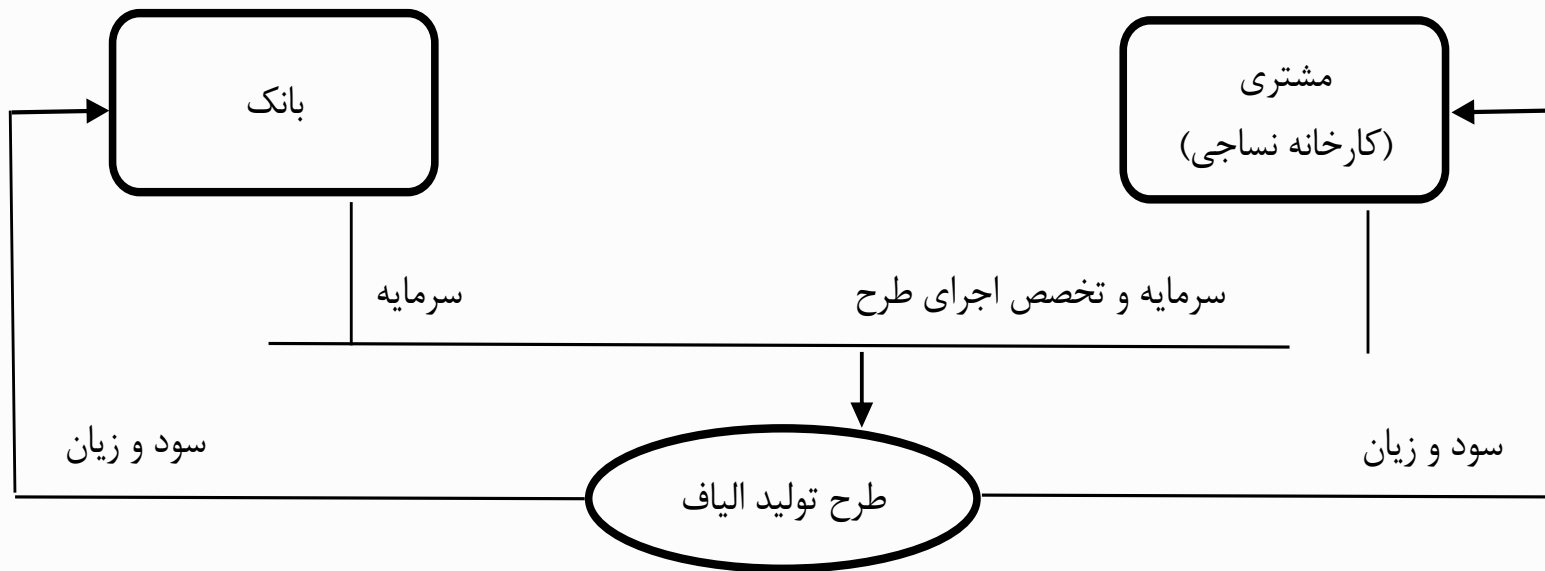 مشتری
(کارخانه نساجی)
بانک
سرمایه و تخصص اجرای طرح
سرمایه
سود و زیان
سود و زیان
طرح تولید الیاف